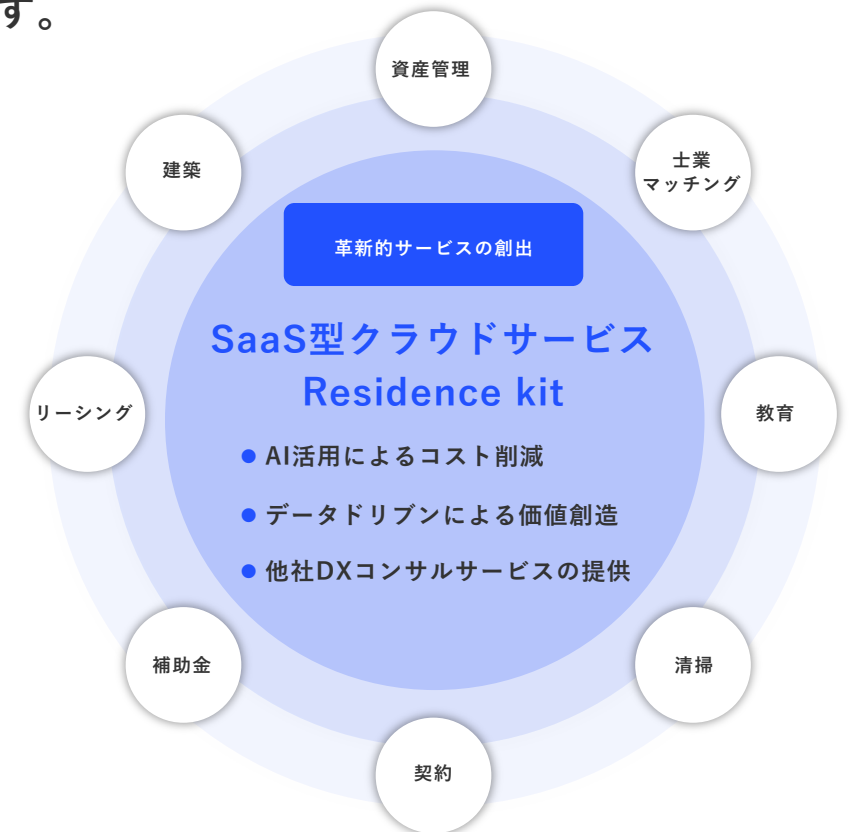 す。
資産管理
建築
士業
マッチング
革新的サービスの創出
SaaS型クラウドサービス
Residence kit
リーシング
教育
● AI活用によるコスト削減
● データドリブンによる価値創造
● 他社DXコンサルサービスの提供
補助金
清掃
契約